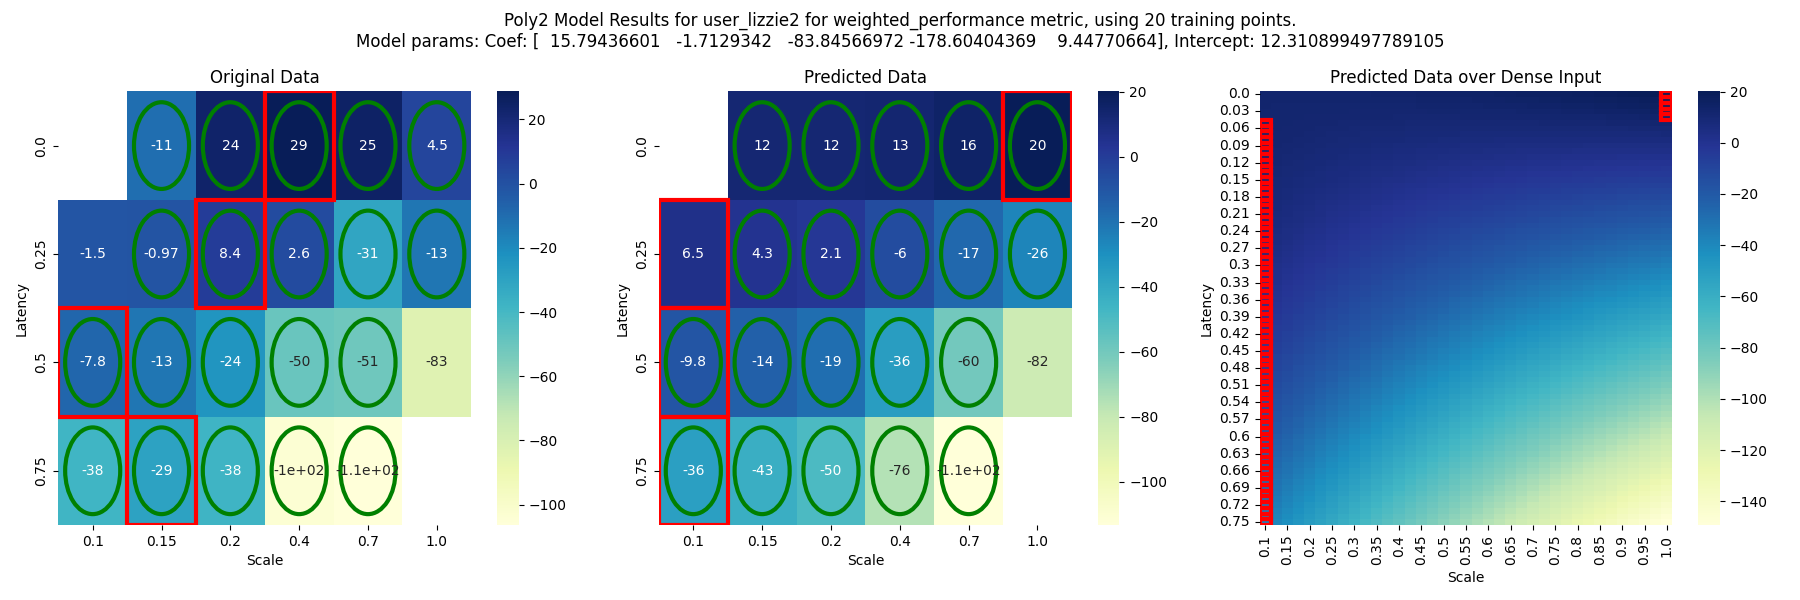 Poly2 Model Results for user_lizzie2 for weighted_performance metric, using 20 training points.
Model params: Coef: [  15.79436601   -1.7129342   -83.84566972 -178.60404369    9.44770664], Intercept: 12.310899497789105
Original Data
Latency
0.0 -11 24 29 25 4.5
0.25 -1.5 -0.97 8.4 2.6 -31 -13
0.5 -7.8 -13 -24 -50 -51 -83
0.75 -38 -29 -38 -1e+02 -1.1e+02
0.1 0.15 0.2 0.4 0.7 1.0
Scale
20
0
−20
−40
−60
−80
−100
Predicted Data
Latency
0.0 12 12 13 16 20
0.25 6.5 4.3 2.1 -6 -17 -26
0.5 -9.8 -14 -19 -36 -60 -82
0.75 -36 -43 -50 -76 -1.1e+02
0.1 0.15 0.2 0.4 0.7 1.0
Scale
20
0
−20
−40
−60
−80
−100
Predicted Data over Dense Input
Latency
0.0
0.03
0.06
0.09
0.12
0.15
0.18
0.21
0.24
0.27
0.3
0.33
0.36
0.39
0.42
0.45
0.48
0.51
0.54
0.57
0.6
0.63
0.66
0.69
0.72
0.75
0.1 0.15 0.2 0.25 0.3 0.35 0.4 0.45 0.5 0.55 0.6 0.65 0.7 0.75 0.8 0.85 0.9 0.95 1.0
Scale
20
0
−20
−40
−60
−80
−100
−120
−140